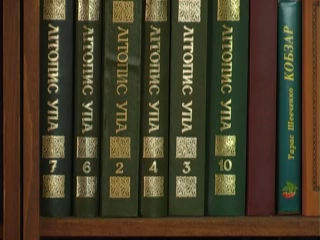 ЛІТОПИС УПА
7
ЛІТОПИС УПА
6
ЛІТОПИС УПА
2
ЛІТОПИС УПА
4
ЛІТОПИС УПА
3
ЛІТОПИС УПА
10
Тарас Шевченко КОБЗАР